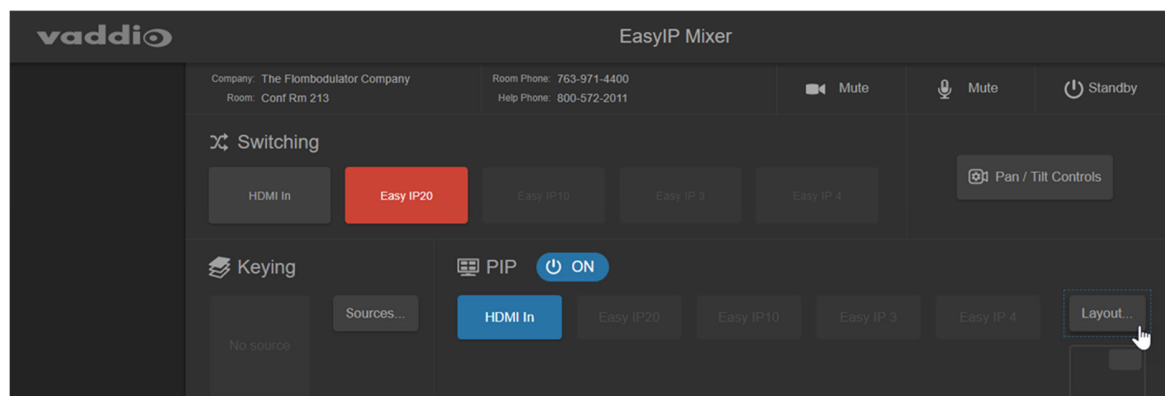 vaddio
EasyIP Mixer
Company: The Flombodulator Company
Room: Conf Rm 213
Room Phone: 763-971-4400
Help Phone: 800-572-2011
Mute
Mute
Standby
Switching
HDMI In
Easy IP20
Easy IP10
Easy IP 3
Easy IP 4
Pan / Tilt Controls
Keying
PIP
ON
No source
Sources...
HDMI In
Easy IP20
Easy IP10
Easy IP 3
Easy IP 4
Layout...